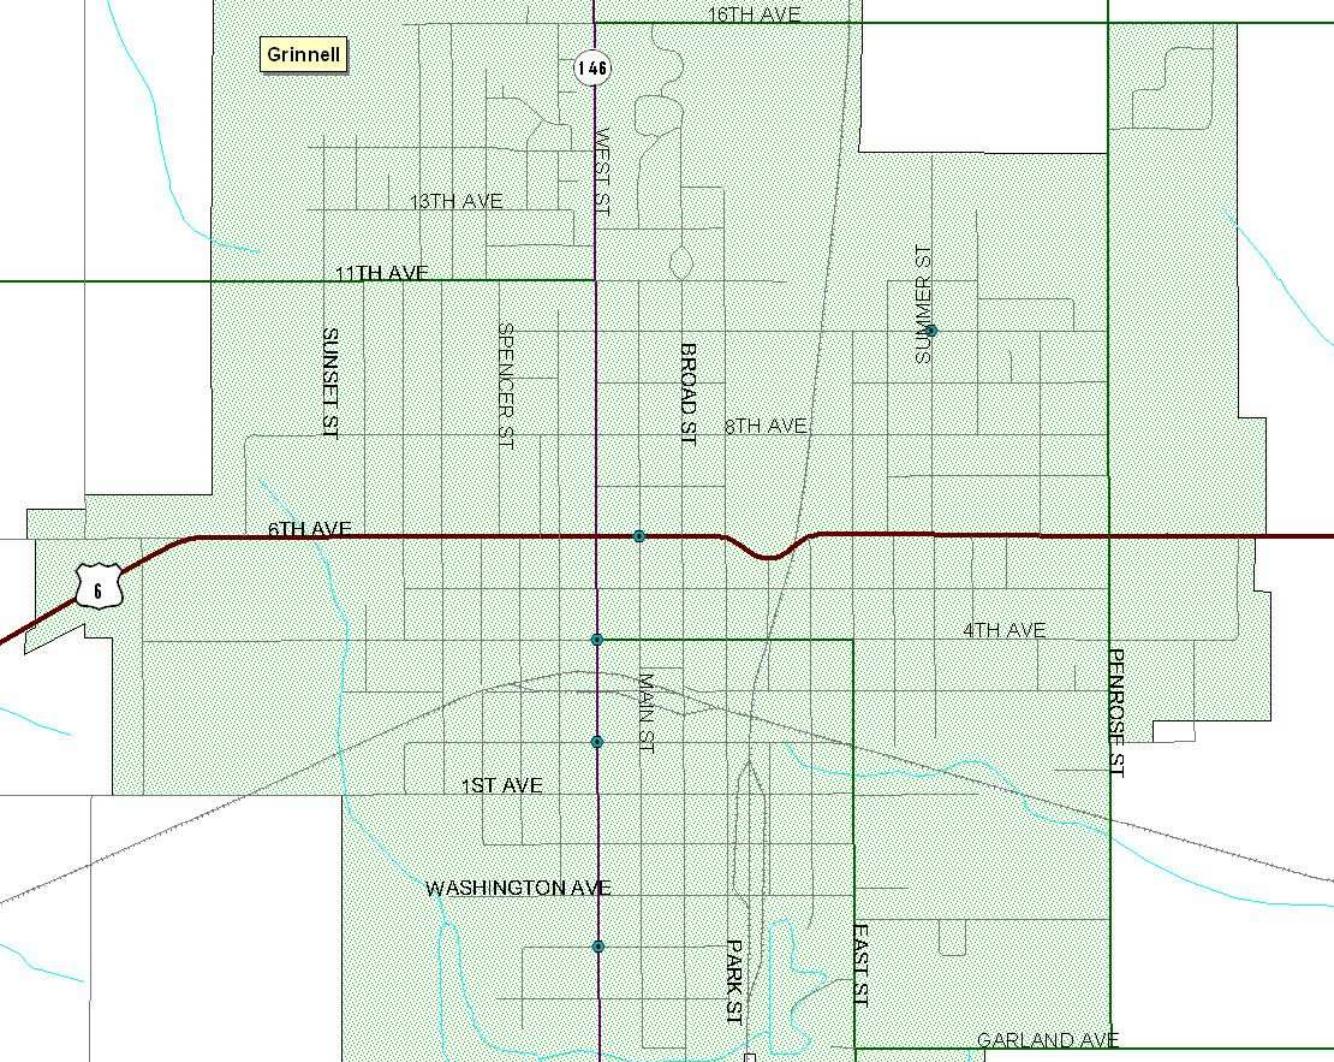 16TH AVE
Grinnell
146
WEST ST
13TH AVE
SUMMER ST
11TH AVE
SUNSET ST
SPENCER ST
BROAD ST
8TH AVE
6TH AVE
6
4TH AVE
PENROSE ST
MAIN ST
1ST AVE
WASHINGTON AVE
PARK ST
EAST ST
GARLAND AVE